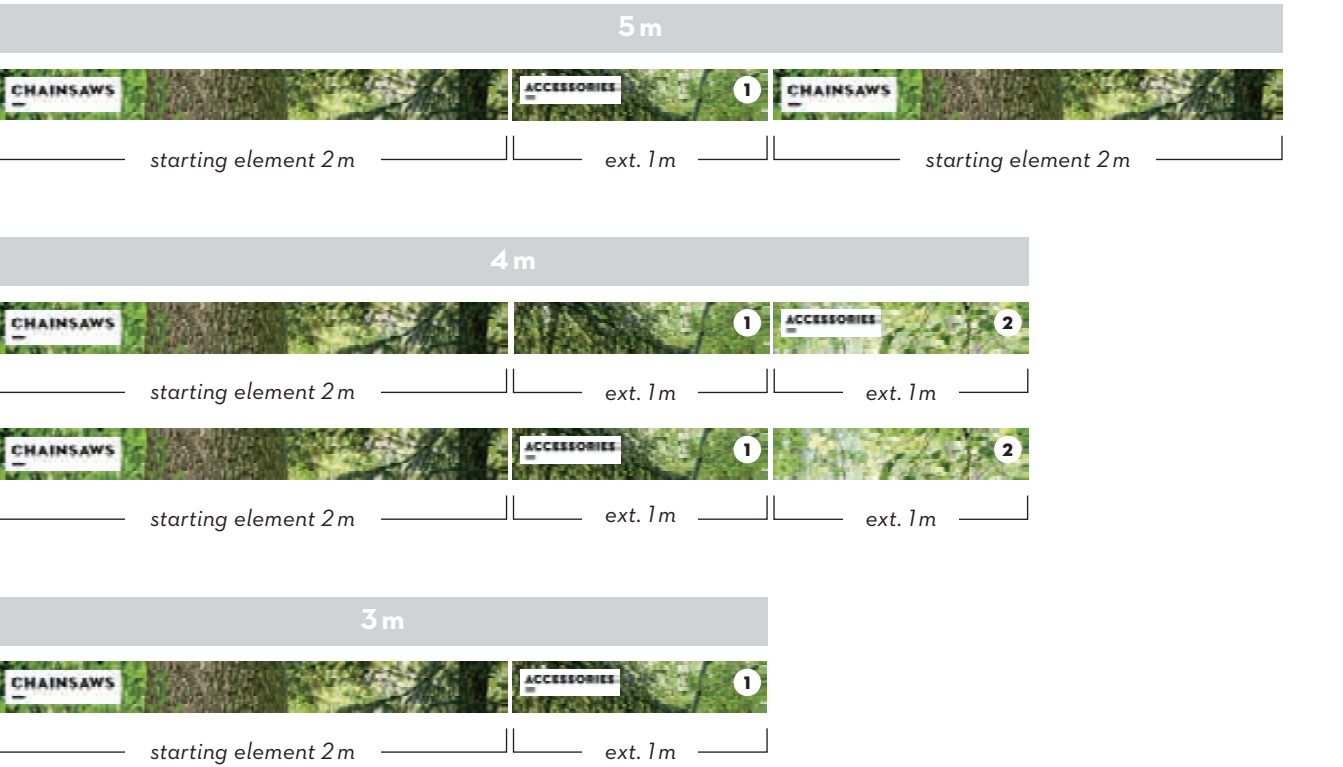 5 m
CHAINSAWS ACCESSORIES 1 CHAINSAWS
starting element 2 m ext. 1 m starting element 2 m
4 m
CHAINSAWS 1 ACCESSORIES 2
starting element 2 m ext. 1 m ext. 1 m
CHAINSAWS ACCESSORIES 1 2
starting element 2 m ext. 1 m ext. 1 m
3 m
CHAINSAWS ACCESSORIES 1
starting element 2 m ext. 1 m